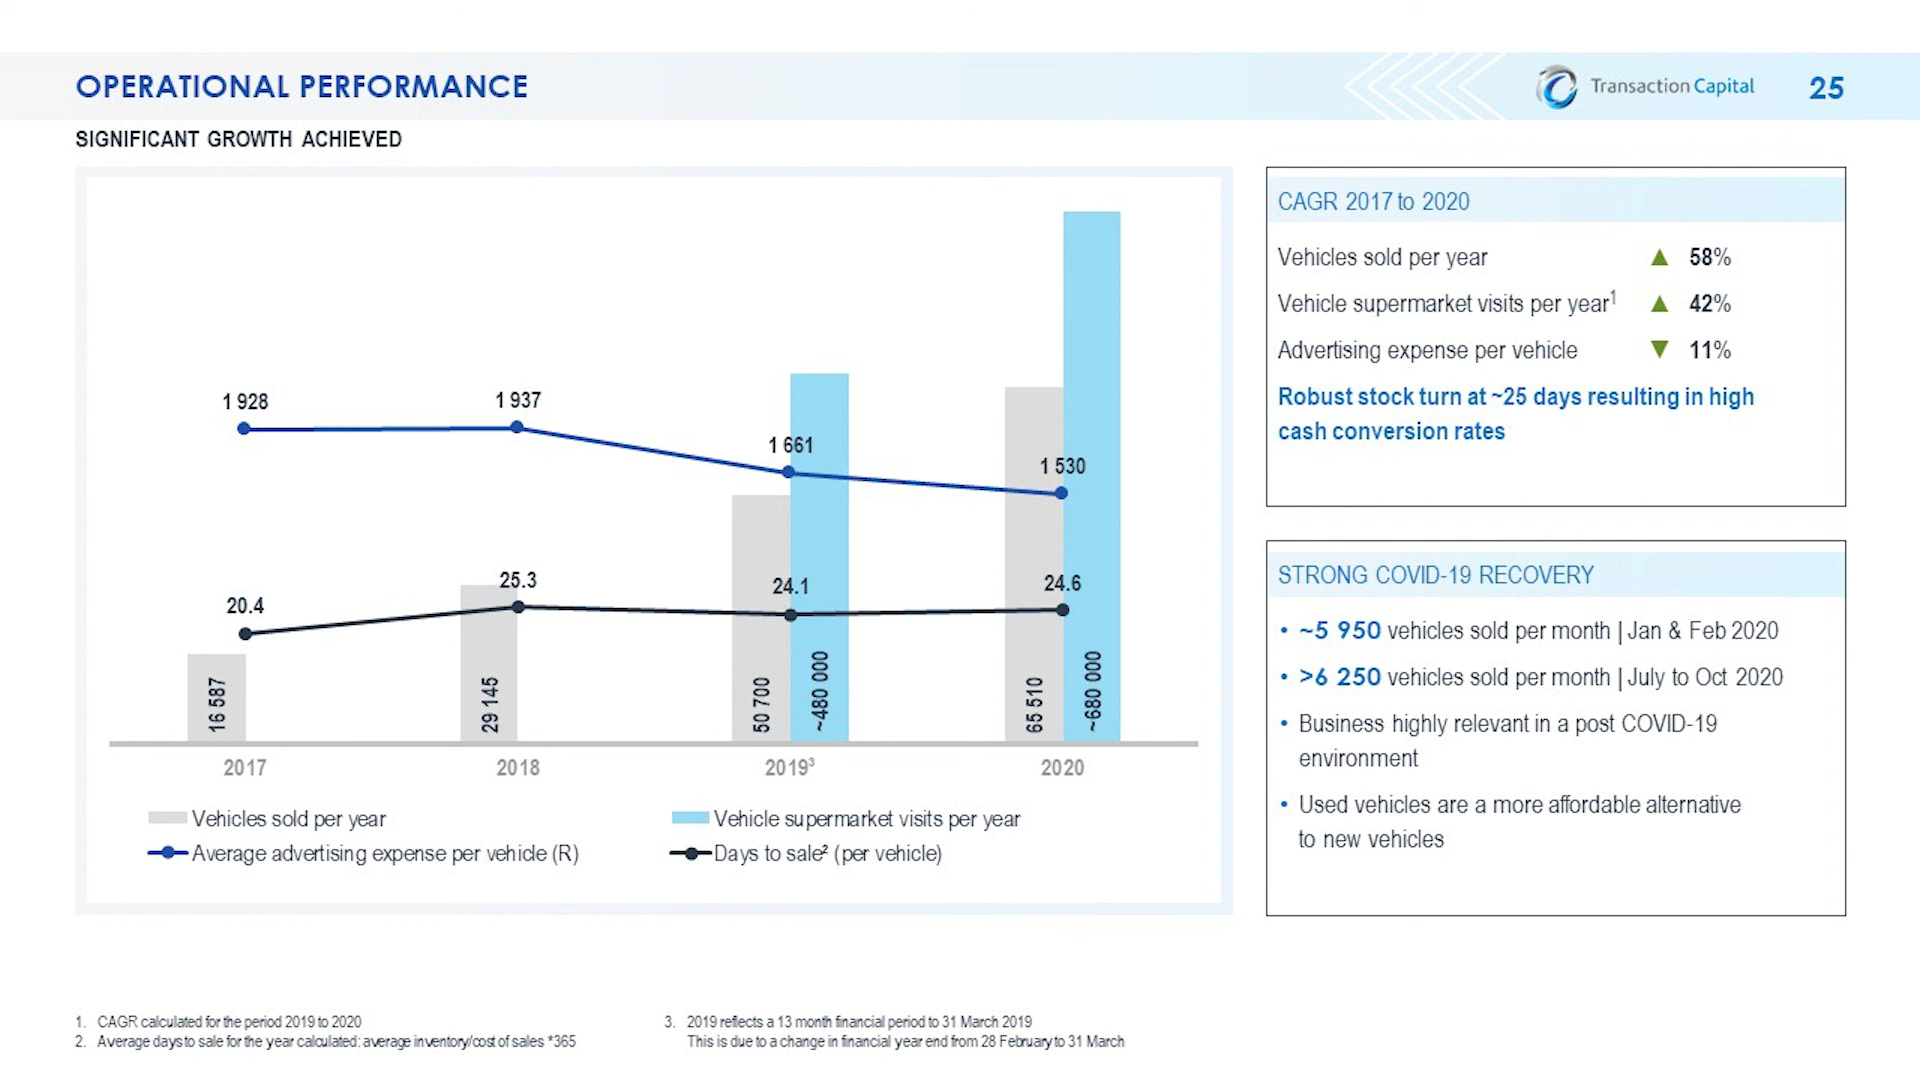 OPERATIONAL PERFORMANCE
Transaction Capital
25
SIGNIFICANT GROWTH ACHIEVED
1 928
1 937
1 661
1 530
20.4
25.3
24.1
24.6
16 587
29 145
50 700
~480 000
65 510
~680 000
2017
2018
2019³
2020
Vehicles sold per year
Vehicle supermarket visits per year
Average advertising expense per vehicle (R)
Days to sale² (per vehicle)
CAGR 2017 to 2020
Vehicles sold per year ▲ 58%
Vehicle supermarket visits per year¹ ▲ 42%
Advertising expense per vehicle ▼ 11%
Robust stock turn at ~25 days resulting in high
cash conversion rates
STRONG COVID-19 RECOVERY
• ~5 950 vehicles sold per month | Jan & Feb 2020
• >6 250 vehicles sold per month | July to Oct 2020
• Business highly relevant in a post COVID-19
environment
• Used vehicles are a more affordable alternative
to new vehicles
1. CAGR calculated for the period 2019 to 2020
2. Average days to sale for the year calculated: average inventory/cost of sales *365
3. 2019 reflects a 13 month financial period to 31 March 2019
This is due to a change in financial year end from 28 February to 31 March